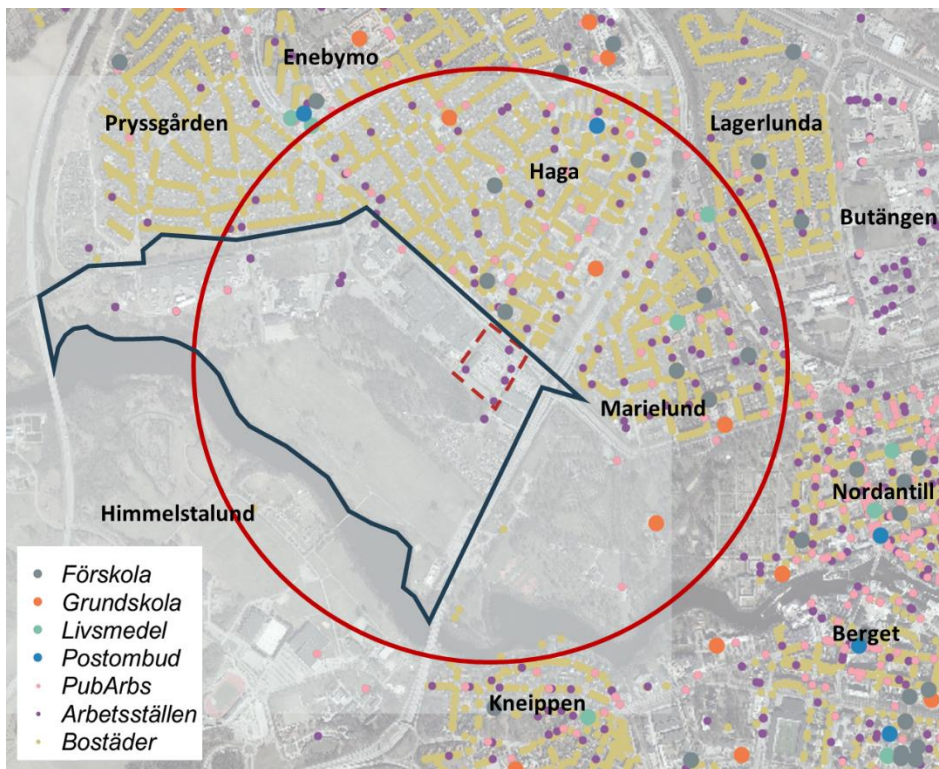 Enebymo
Pryssgården
Lagerlunda
Haga
Butängen
Marielund
Himmelstalund
Nordantill
Berget
Kneippen
Förskola
Grundskola
Livsmedel
Postombud
PubArbs
Arbetsställen
Bostäder